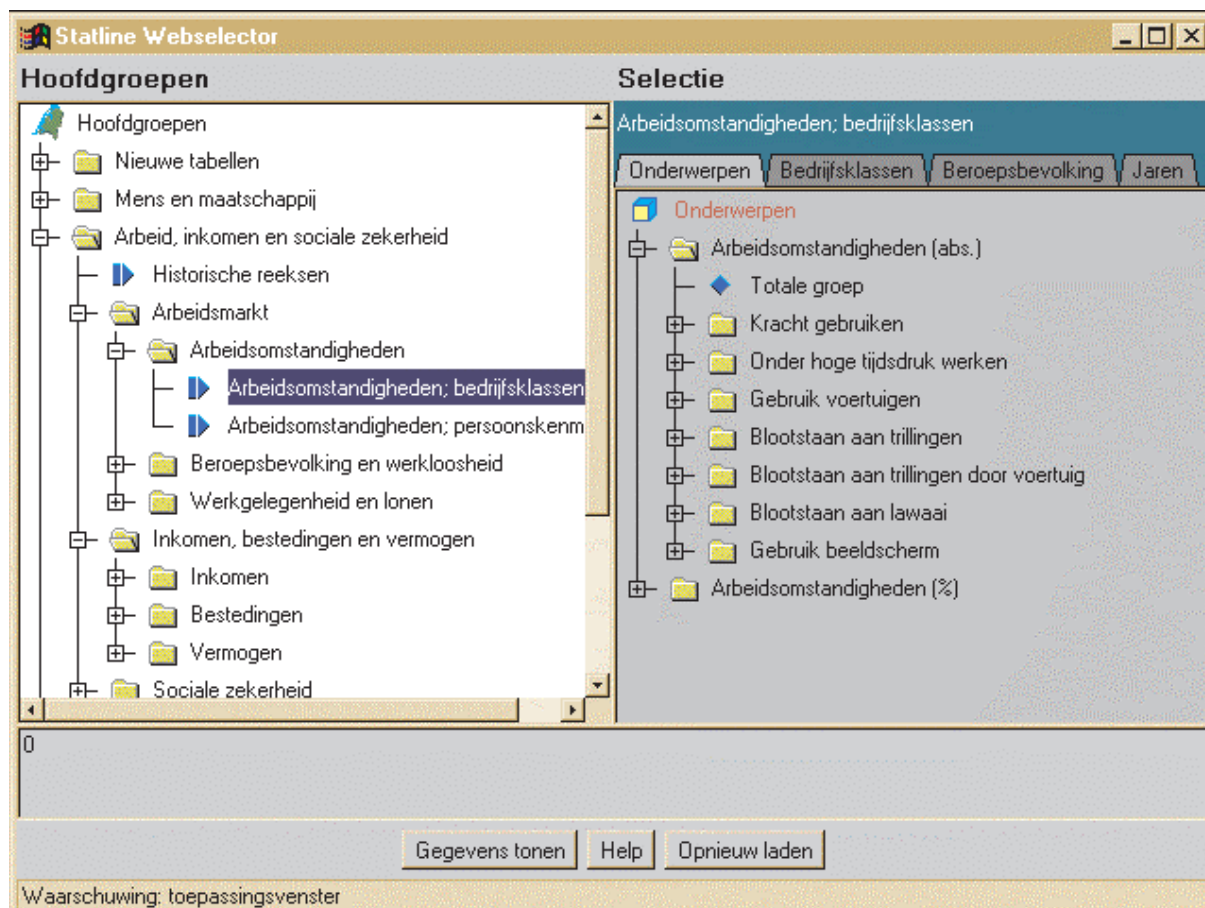 Statline Webselector
Hoofdgroepen
Hoofdgroepen
Nieuwe tabellen
Mens en maatschappij
Arbeid, inkomen en sociale zekerheid
Historische reeksen
Arbeidsmarkt
Arbeidsomstandigheden
Arbeidsomstandigheden; bedrijfsklassen
Arbeidsomstandigheden; persoonskenm
Beroepsbevolking en werkloosheid
Werkgelegenheid en lonen
Inkomen, bestedingen en vermogen
Inkomen
Bestedingen
Vermogen
Sociale zekerheid
Selectie
Arbeidsomstandigheden; bedrijfsklassen
Onderwerpen Bedrijfsklassen Beroepsbevolking Jaren
Onderwerpen
Arbeidsomstandigheden (abs.)
Totale groep
Kracht gebruiken
Onder hoge tijdsdruk werken
Gebruik voertuigen
Blootstaan aan trillingen
Blootstaan aan trillingen door voertuig
Blootstaan aan lawaai
Gebruik beeldscherm
Arbeidsomstandigheden (%)
0
Gegevens tonen Help Opnieuw laden
Waarschuwing: toepassingsvenster